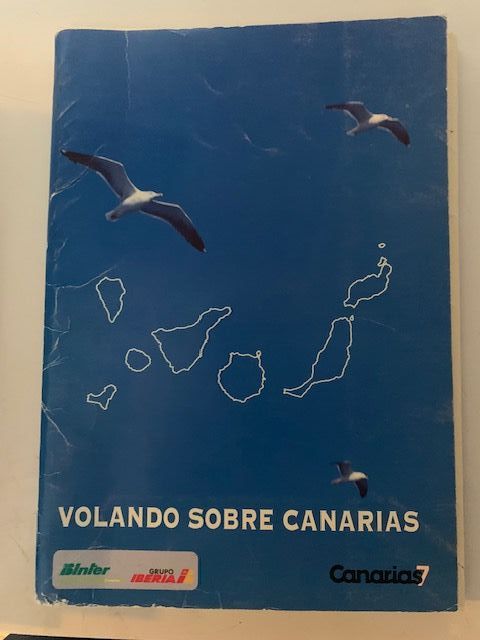 VOLANDO SOBRE CANARIAS
Binter
GRUPO
IBERIA
Canarias7